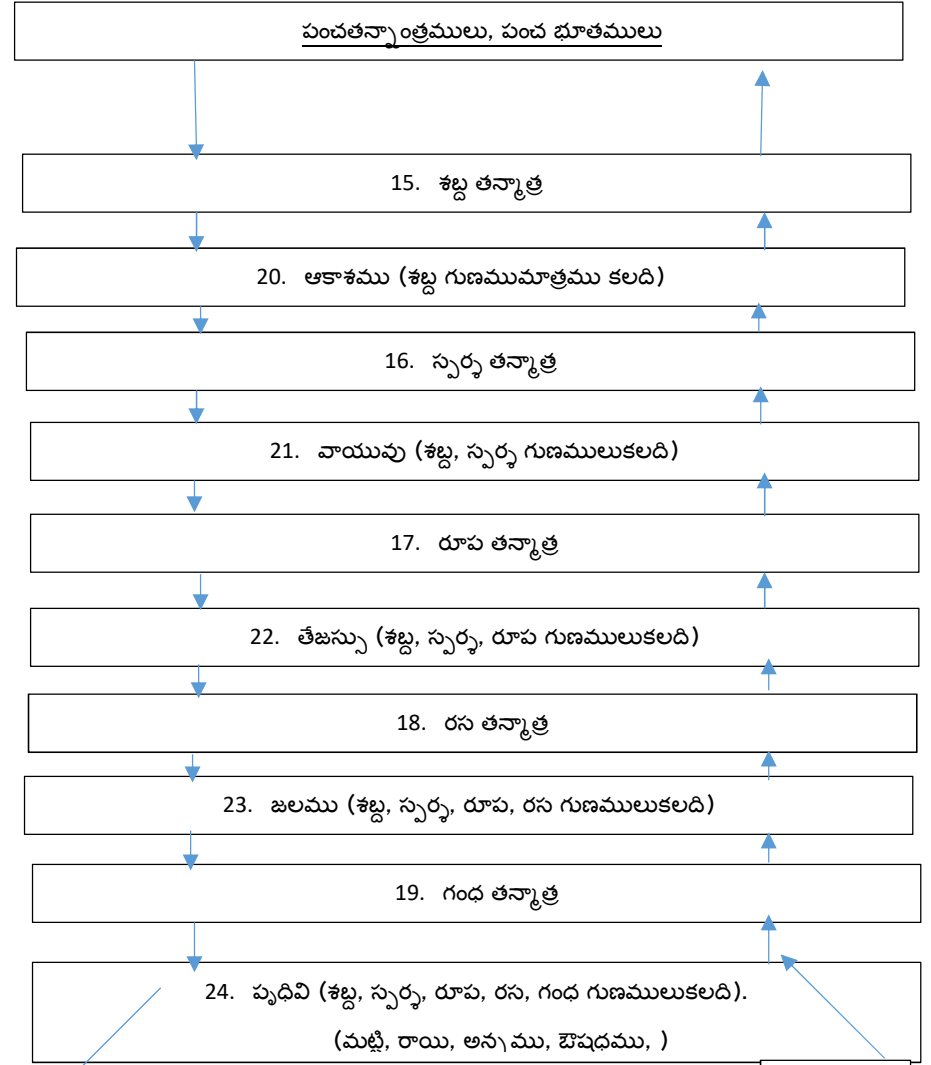 పంచతన్నాంత్రములు, పంచ భూతములు
15. శబ్ద తన్మాత్ర
20. ఆకాశము (శబ్ద గుణముమాత్రము కలది)
16. స్పర్శ తన్మాత్ర
21. వాయువు (శబ్ద, స్పర్శ గుణములుకలది)
17. రూప తన్మాత్ర
22. తేజస్సు (శబ్ద, స్పర్శ, రూప గుణములుకలది)
18. రస తన్మాత్ర
23. జలము (శబ్ద, స్పర్శ, రూప, రస గుణములుకలది)
19. గంధ తన్మాత్ర
24. పృథివి (శబ్ద, స్పర్శ, రూప, రస, గంధ గుణములుకలది).
(మట్టి, రాయి, అన్నము, ఔషధము, )